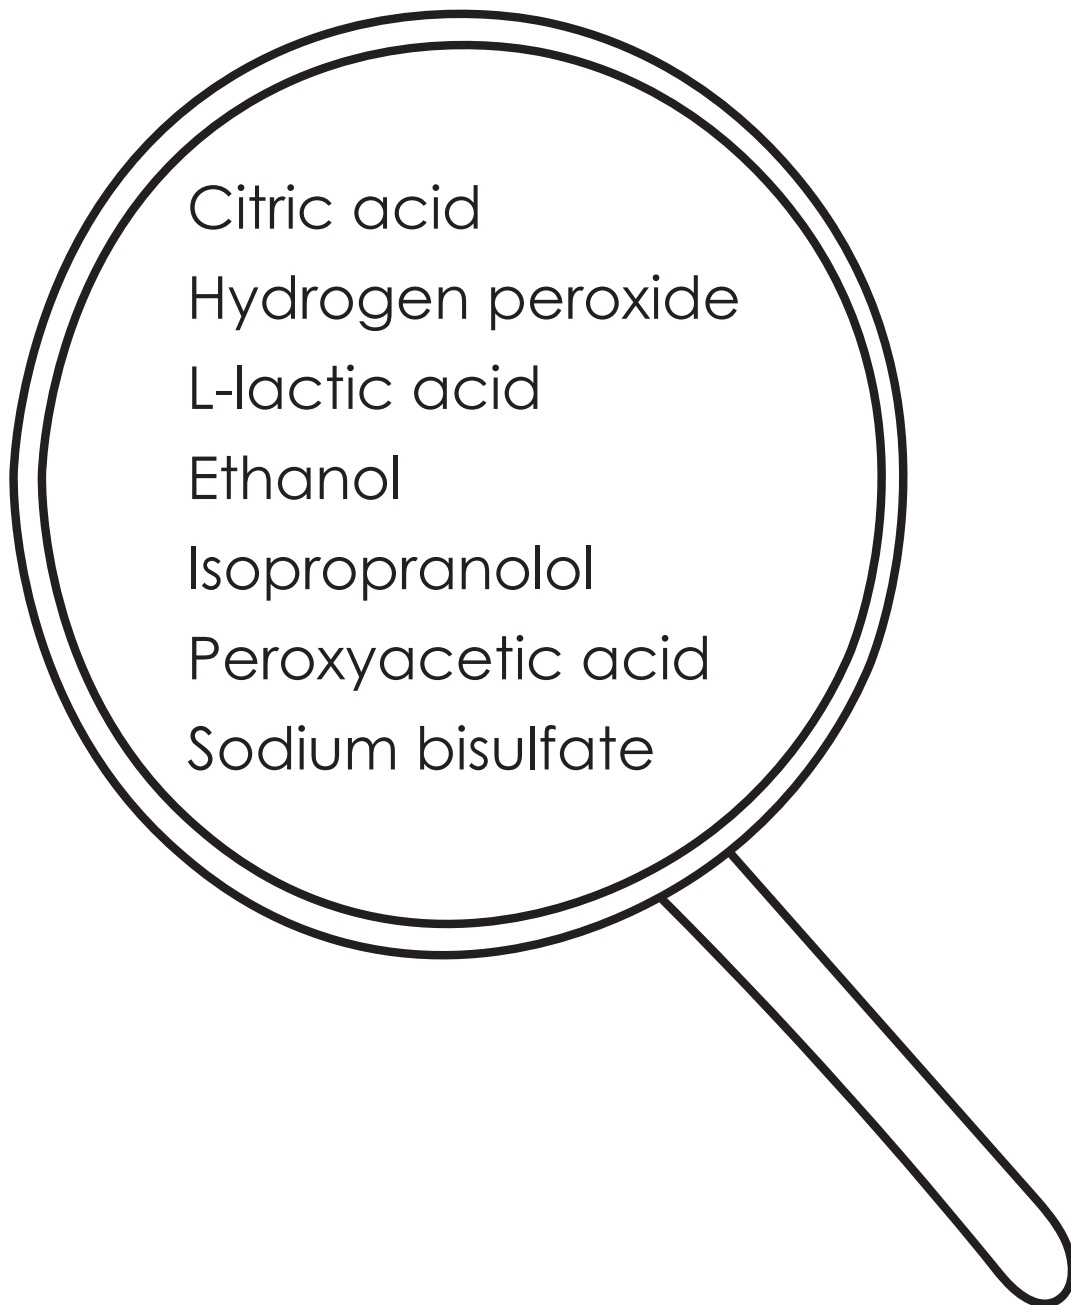 Citric acid
Hydrogen peroxide
L-lactic acid
Ethanol
Isopropranolol
Peroxyacetic acid
Sodium bisulfate